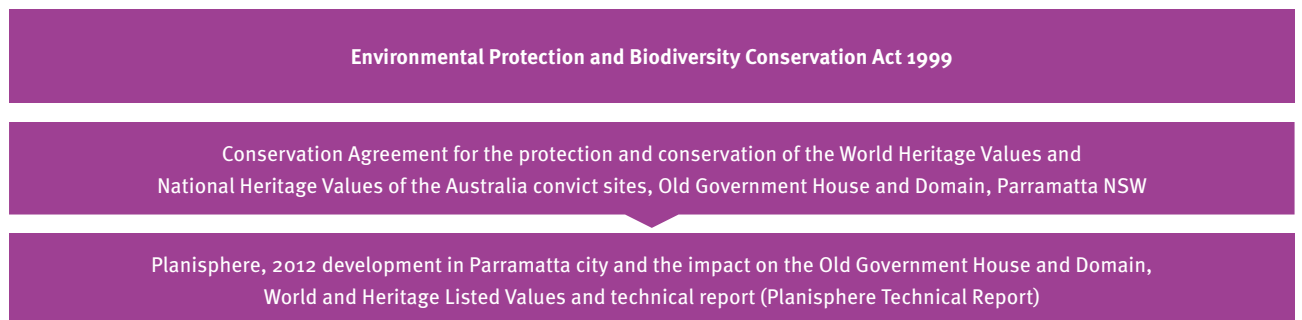 Environmental Protection and Biodiversity Conservation Act 1999
Conservation Agreement for the protection and conservation of the World Heritage Values and
National Heritage Values of the Australia convict sites, Old Government House and Domain, Parramatta NSW
Planisphere, 2012 development in Parramatta city and the impact on the Old Government House and Domain,
World and Heritage Listed Values and technical report (Planisphere Technical Report)